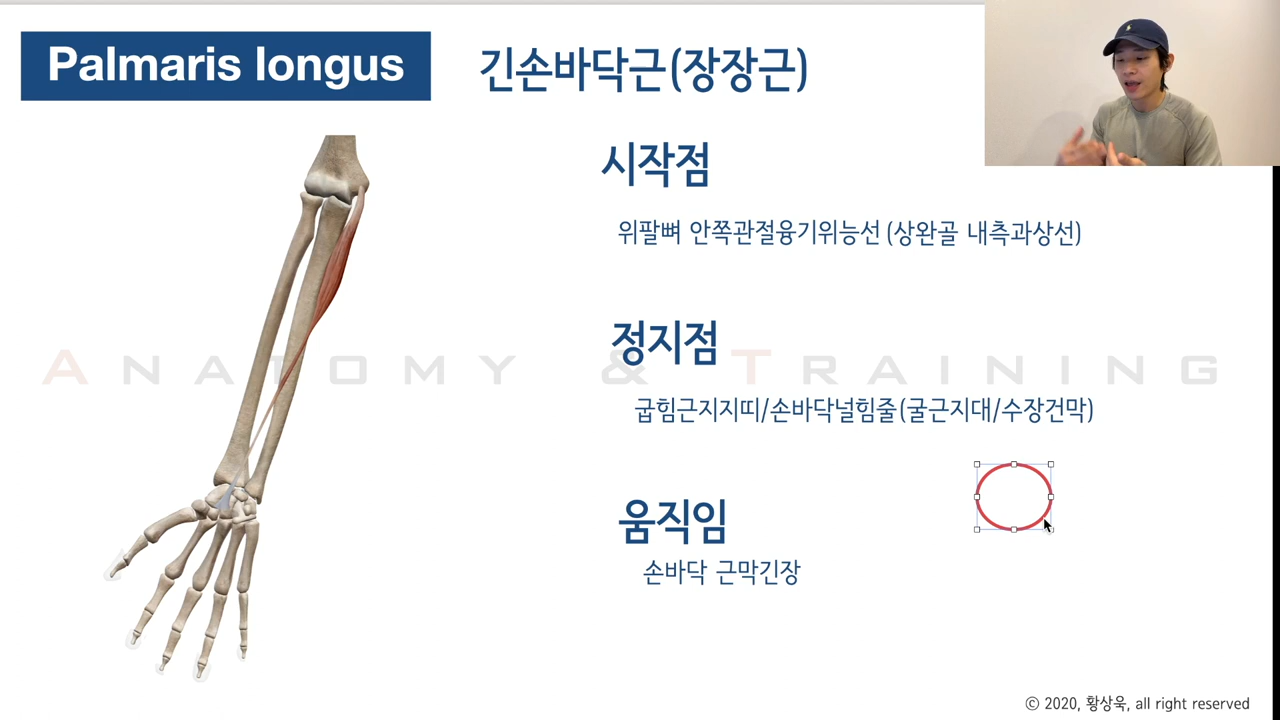 Palmaris longus
긴손바닥근(장장근)
시작점
위팔뼈 안쪽관절융기위능선 (상완골 내측과상선)
정지점
ANATOMY & TRAINING
굽힘근지지띠/손바닥널힘줄(굴근지대/수장건막)
움직임
손바닥 근막긴장
© 2020, 황상욱, all right reserved